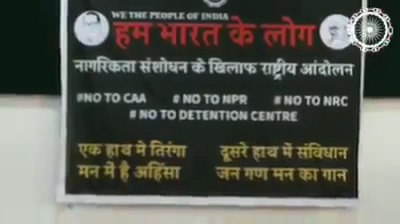 WE THE PEOPLE OF INDIA
हम भारत के लोग
नागरिकता संशोधन के खिलाफ राष्ट्रीय आंदोलन
#NO TO CAA # NO TO NPR # NO TO NRC
# NO TO DETENTION CENTRE
एक हाथ मे तिरंगा दूसरे हाथ में संविधान
मन में है अहिंसा जन गण मन का गान